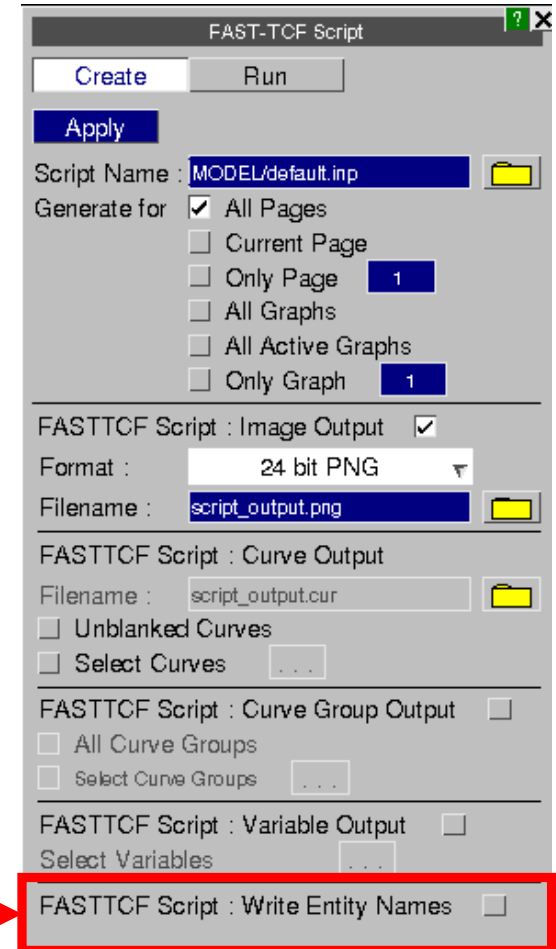 FAST-TCF Script ? X
Create Run
Apply
Script Name : MODEL/default.inp
Generate for All Pages
Current Page
Only Page 1
All Graphs
All Active Graphs
Only Graph 1
FASTTCF Script : Image Output
Format : 24 bit PNG
Filename : script_output.png
FASTTCF Script : Curve Output
Filename : script_output.cur
Unblanked Curves
Select Curves . . .
FASTTCF Script : Curve Group Output
All Curve Groups
Select Curve Groups . . .
FASTTCF Script : Variable Output
Select Variables . . .
FASTTCF Script : Write Entity Names